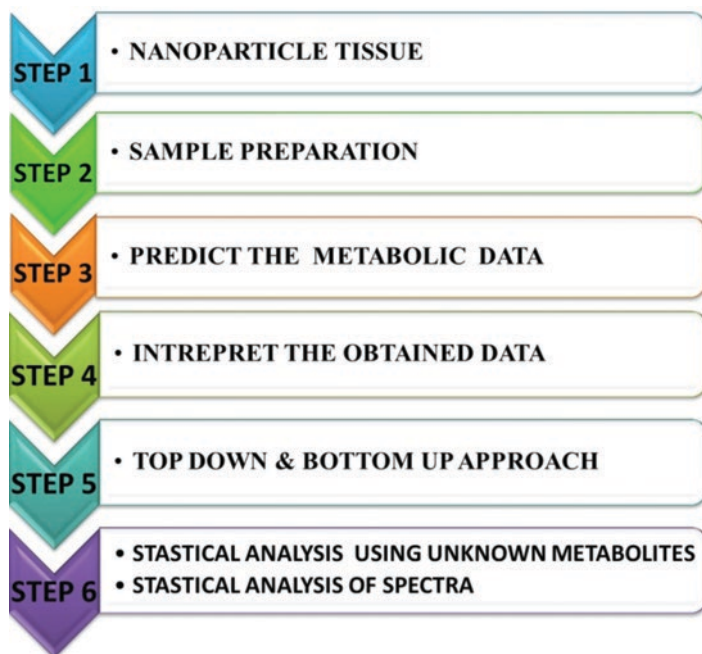 STEP 1
• NANOPARTICLE TISSUE
STEP 2
• SAMPLE PREPARATION
STEP 3
• PREDICT THE METABOLIC DATA
STEP 4
• INTREPRET THE OBTAINED DATA
STEP 5
• TOP DOWN & BOTTOM UP APPROACH
STEP 6
• STASTICAL ANALYSIS USING UNKNOWN METABOLITES
• STASTICAL ANALYSIS OF SPECTRA